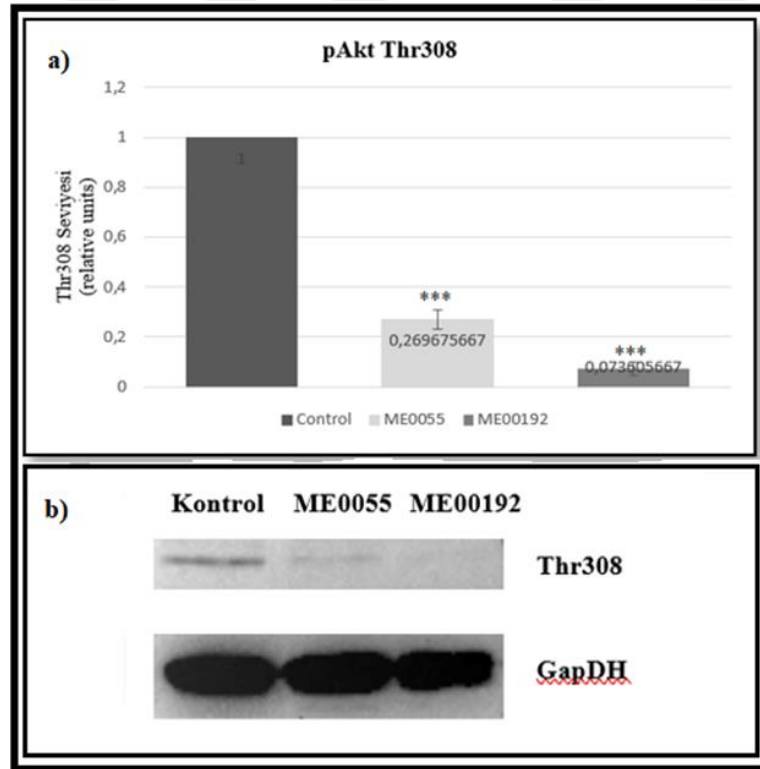 a)
pAkt Thr308
Thr308 Seviyesi
(relative units)
1,2
1
0,8
0,6
0,4
0,2
0
1
***
0,269675667
***
0,073605667
Control ME0055 ME00192
b)
Kontrol ME0055 ME00192
Thr308
GapDH